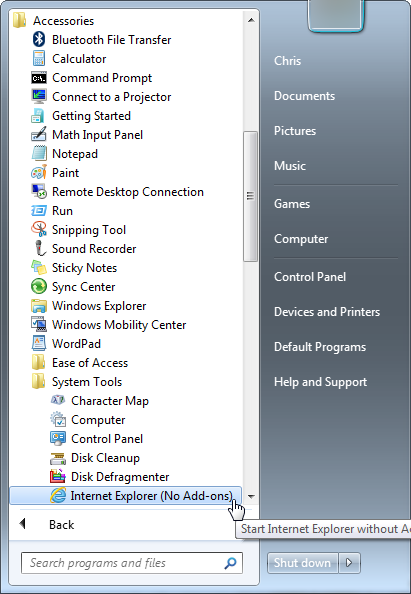 Accessories
Bluetooth File Transfer
Calculator
Command Prompt
Connect to a Projector
Getting Started
Math Input Panel
Notepad
Paint
Remote Desktop Connection
Run
Snipping Tool
Sound Recorder
Sticky Notes
Sync Center
Windows Explorer
Windows Mobility Center
WordPad
Ease of Access
System Tools
Character Map
Computer
Control Panel
Disk Cleanup
Disk Defragmenter
Internet Explorer (No Add-ons)
Back
Search programs and files
Chris
Documents
Pictures
Music
Games
Computer
Control Panel
Devices and Printers
Default Programs
Help and Support
Start Internet Explorer without A
Shut down